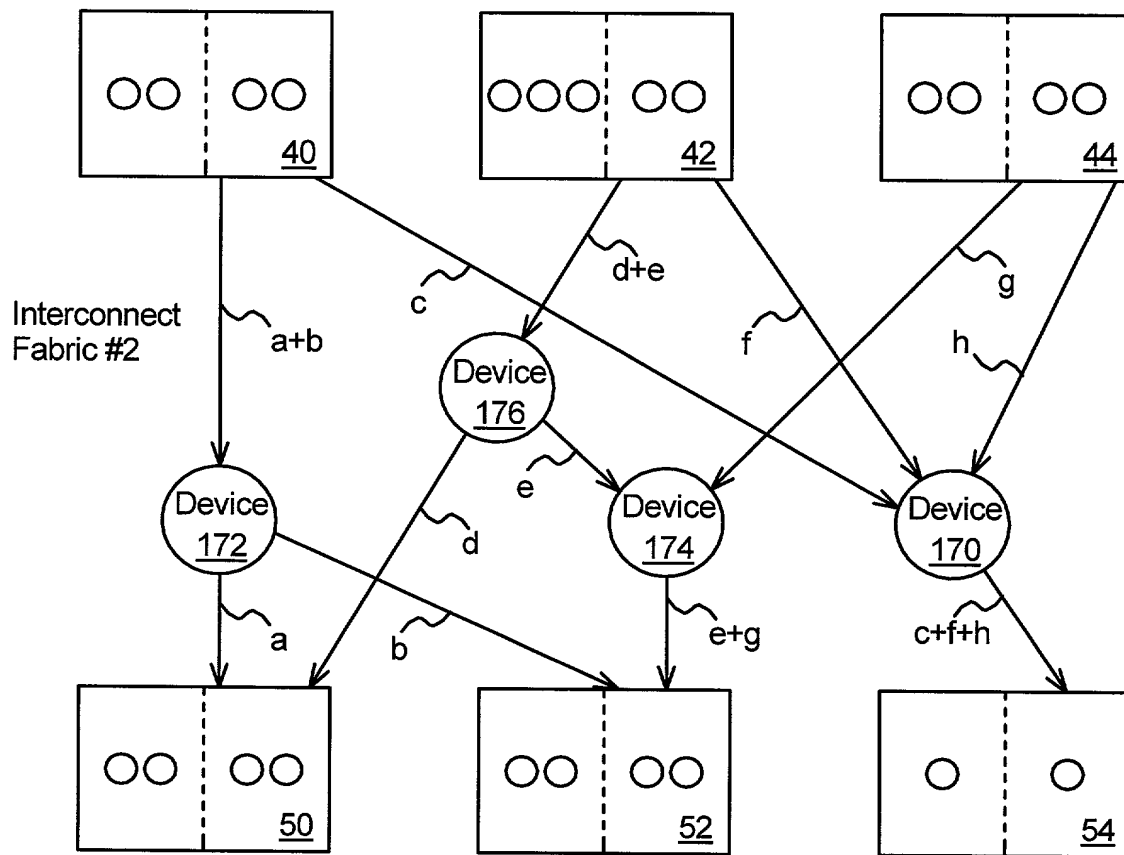 40
42
44
c
d+e
g
Interconnect
Fabric #2
a+b
f
h
Device
176
e
Device
172
d
Device
174
Device
170
a
b
e+g
c+f+h
50
52
54